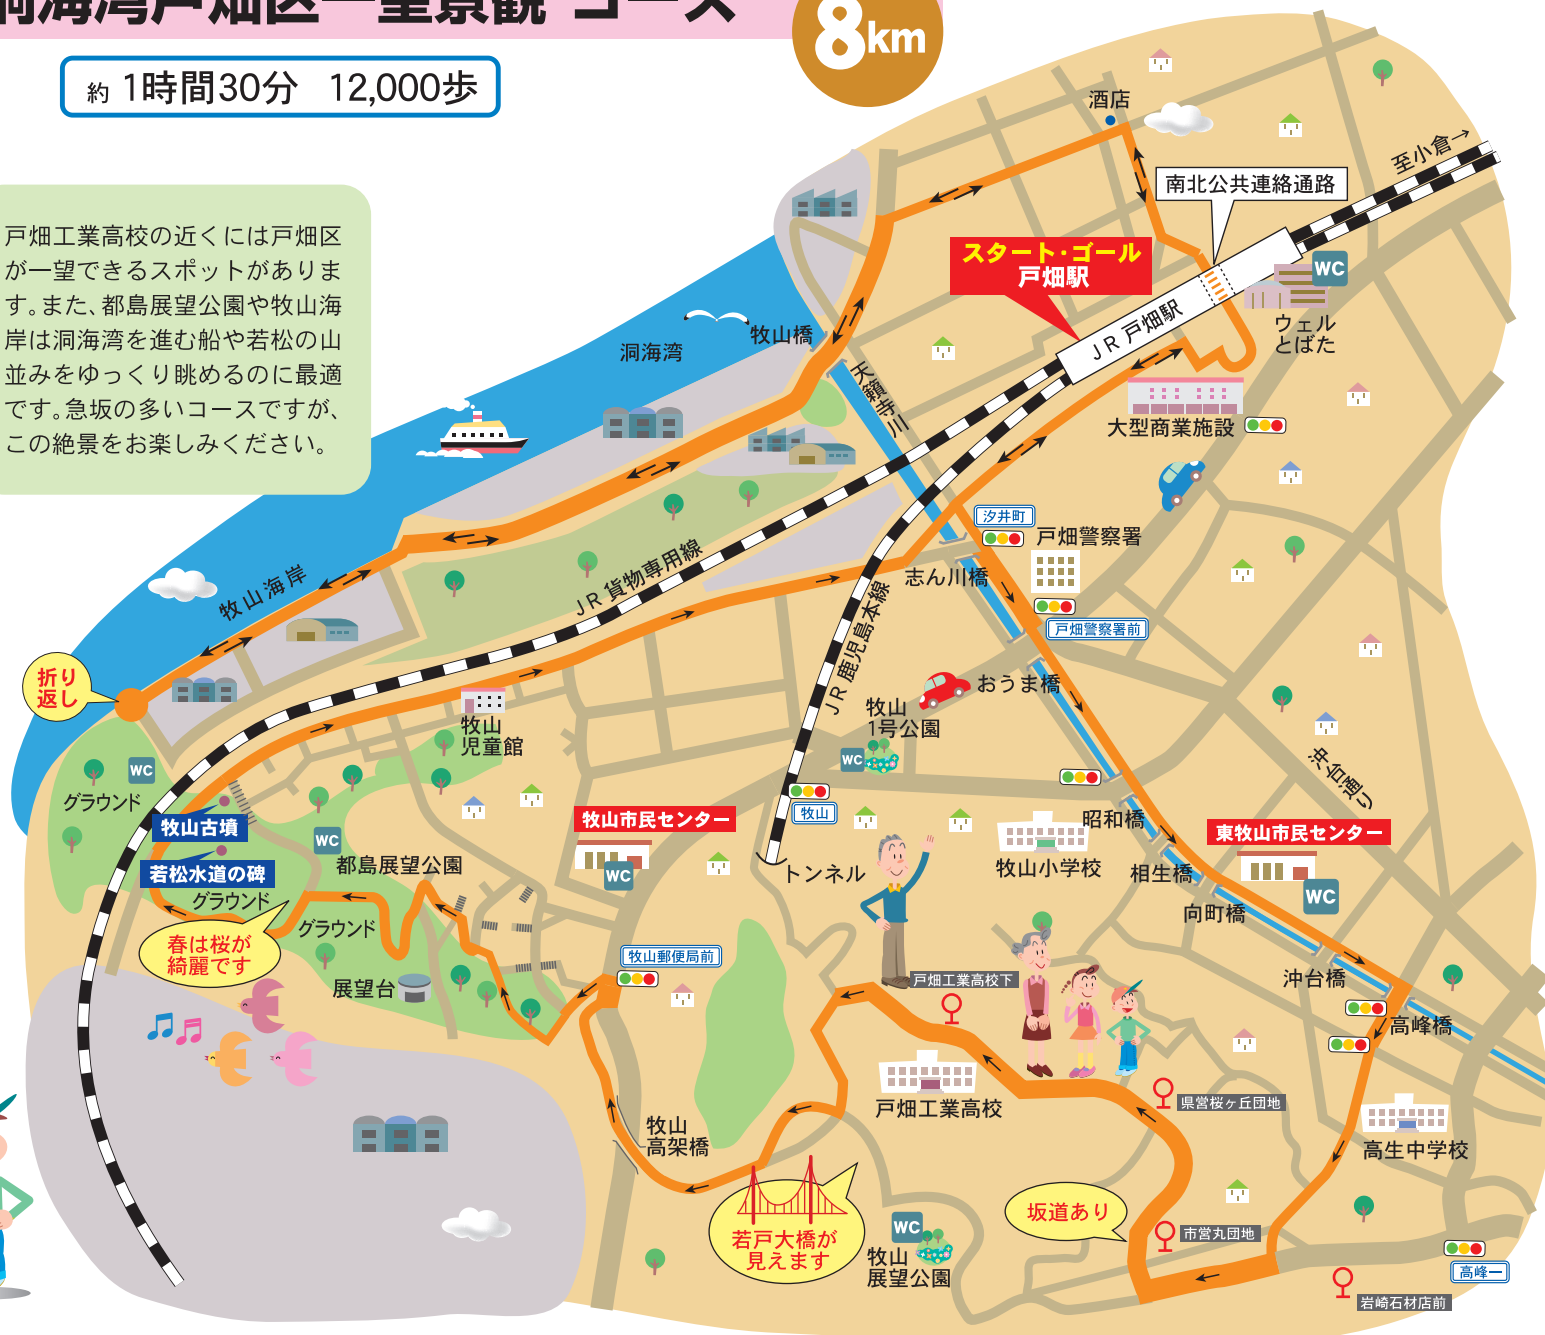 洞海湾戸畑区一望景観 コース
8km
約 1時間30分 12,000歩
戸畑工業高校の近くには戸畑区
が一望できるスポットがありま
す。また、都島展望公園や牧山海
岸は洞海湾を進む船や若松の山
並みをゆっくり眺めるのに最適
です。急坂の多いコースですが、
この絶景をお楽しみください。
酒店
至小倉→
南北公共連絡通路
スタート・ゴール
戸畑駅
JR戸畑駅
WC
ウェル
とばた
牧山橋
洞海湾
天籟寺川
大型商業施設
汐井町
戸畑警察署
志ん川橋
戸畑警察署前
JR貨物専用線
牧山海岸
JR鹿児島本線
折り
返し
おうま橋
牧山
1号公園
WC
牧山
児童館
WC
グラウンド
牧山古墳
若松水道の碑
グラウンド
WC
都島展望公園
牧山市民センター
WC
牧山
トンネル
牧山小学校
昭和橋
沖台通り
東牧山市民センター
WC
相生橋
向町橋
沖台橋
高峰橋
春は桜が
綺麗です
グラウンド
展望台
牧山郵便局前
戸畑工業高校下
戸畑工業高校
県営桜ヶ丘団地
高生中学校
牧山
高架橋
若戸大橋が
見えます
WC
牧山
展望公園
坂道あり
市営丸団地
高峰一
岩崎石材店前